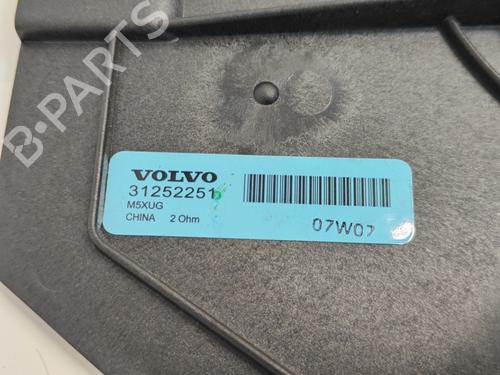 B-PARTS
VOLVO
31252251
M5XUG
CHINA 2 Ohm
07W07